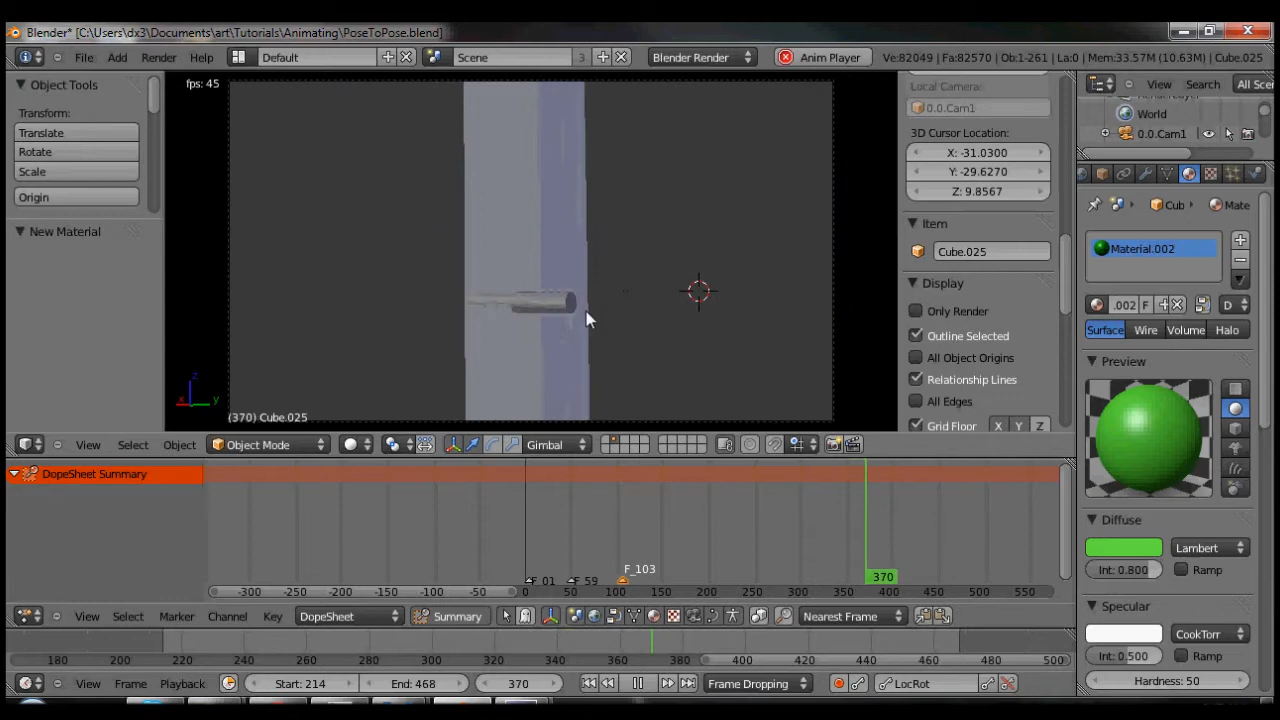 Blender* [C:\Users\dx3\Documents\art\Tutorials\Animating\PoseToPose.blend]
File Add Render Help Default Scene 3 Blender Render Anim Player Ve:82049 | Fa:82570 | Ob:1-261 | La:0 | Mem:33.57M (10.63M) | Cube.025
Object Tools
Transform:
Translate
Rotate
Scale
Origin
New Material
fps: 45
(370) Cube.025
Local Camera:
0.0.Cam1
3D Cursor Location:
X: -31.0300
Y: -29.6270
Z: 9.8567
Item
Cube.025
Display
Only Render
Outline Selected
All Object Origins
Relationship Lines
All Edges
Grid Floor X Y Z
View Search All Scer
World
0.0.Cam1
Cub Mate
Material.002
.002 F D
Surface Wire Volume Halo
Preview
Diffuse
Lambert
Int: 0.800 Ramp
Specular
CookTorr
Int: 0.500 Ramp
Hardness: 50
View Select Object Object Mode Gimbal
DopeSheet Summary
F_01 F_59 F_103 370
-300 -250 -200 -150 -100 -50 0 50 100 150 200 250 300 350 400 450 500 550
View Select Marker Channel Key DopeSheet Summary Nearest Frame
180 200 220 240 260 280 300 320 340 360 380 400 420 440 460 480 500
View Frame Playback Start: 214 End: 468 370 Frame Dropping LocRot